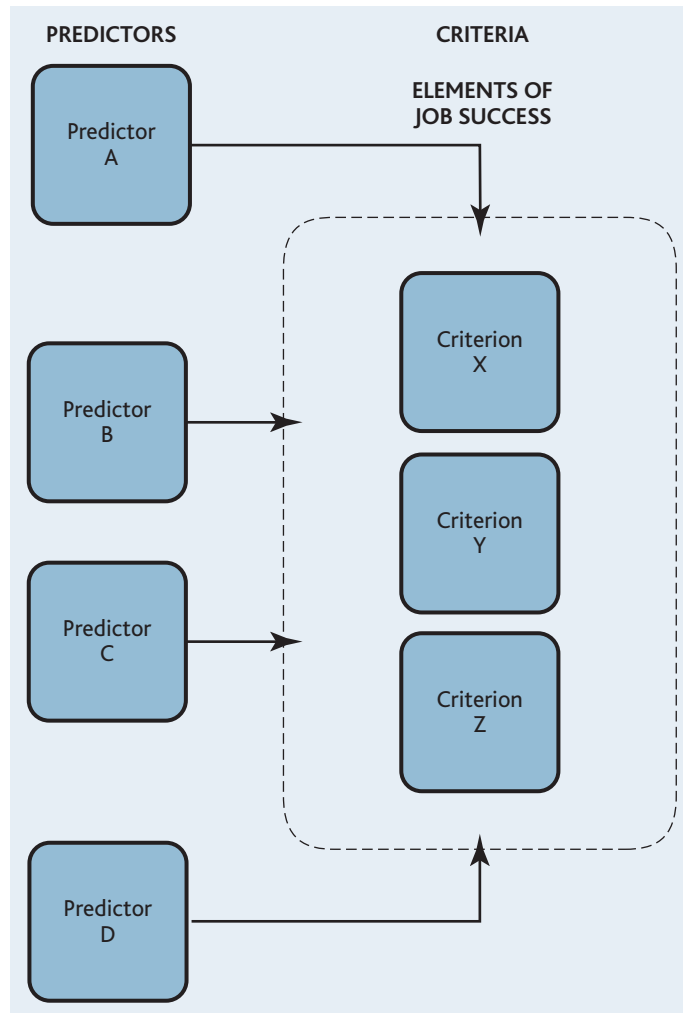 PREDICTORS
CRITERIA
ELEMENTS OF
JOB SUCCESS
Predictor
A
Predictor
B
Predictor
C
Predictor
D
Criterion
X
Criterion
Y
Criterion
Z